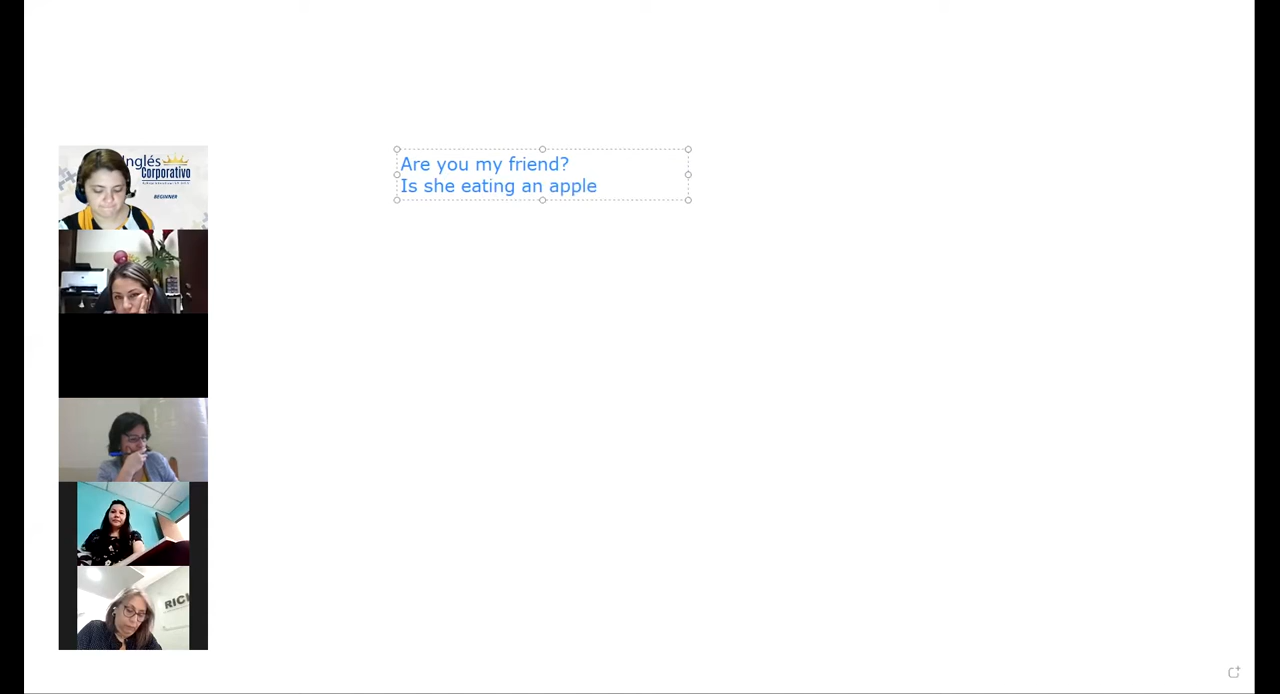 Inglés
Corporativo
BEGINNER
Are you my friend?
Is she eating an apple